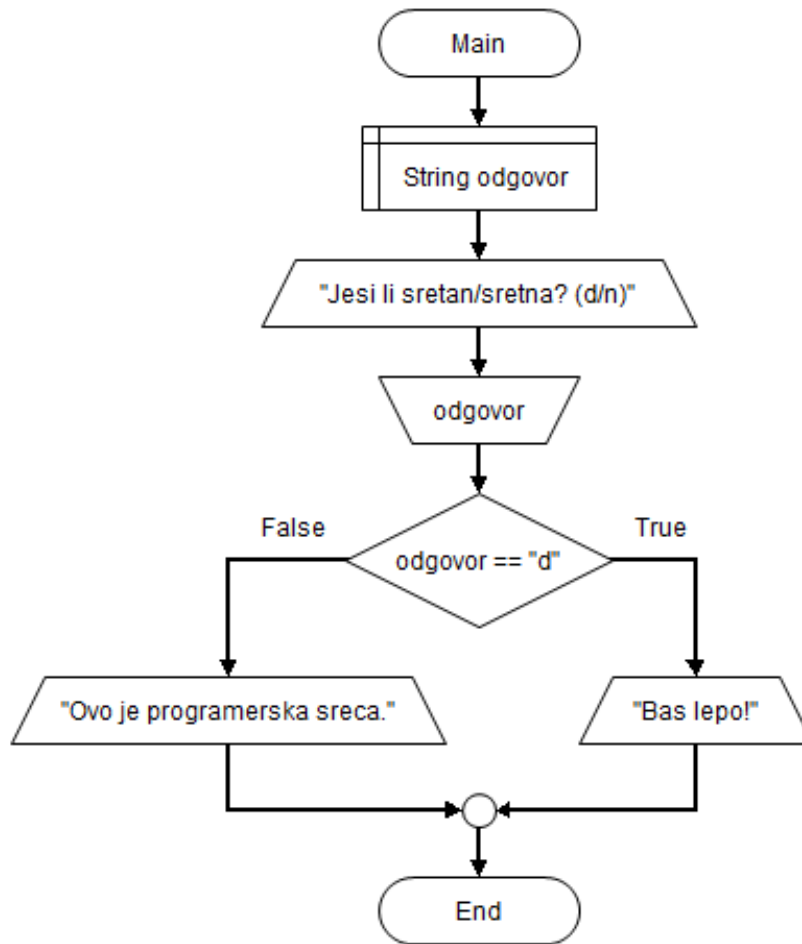 Main
String odgovor
"Jesi li sretan/sretna? (d/n)"
odgovor
False
True
odgovor == "d"
"Ovo je programerska sreca."
"Bas lepo!"
End